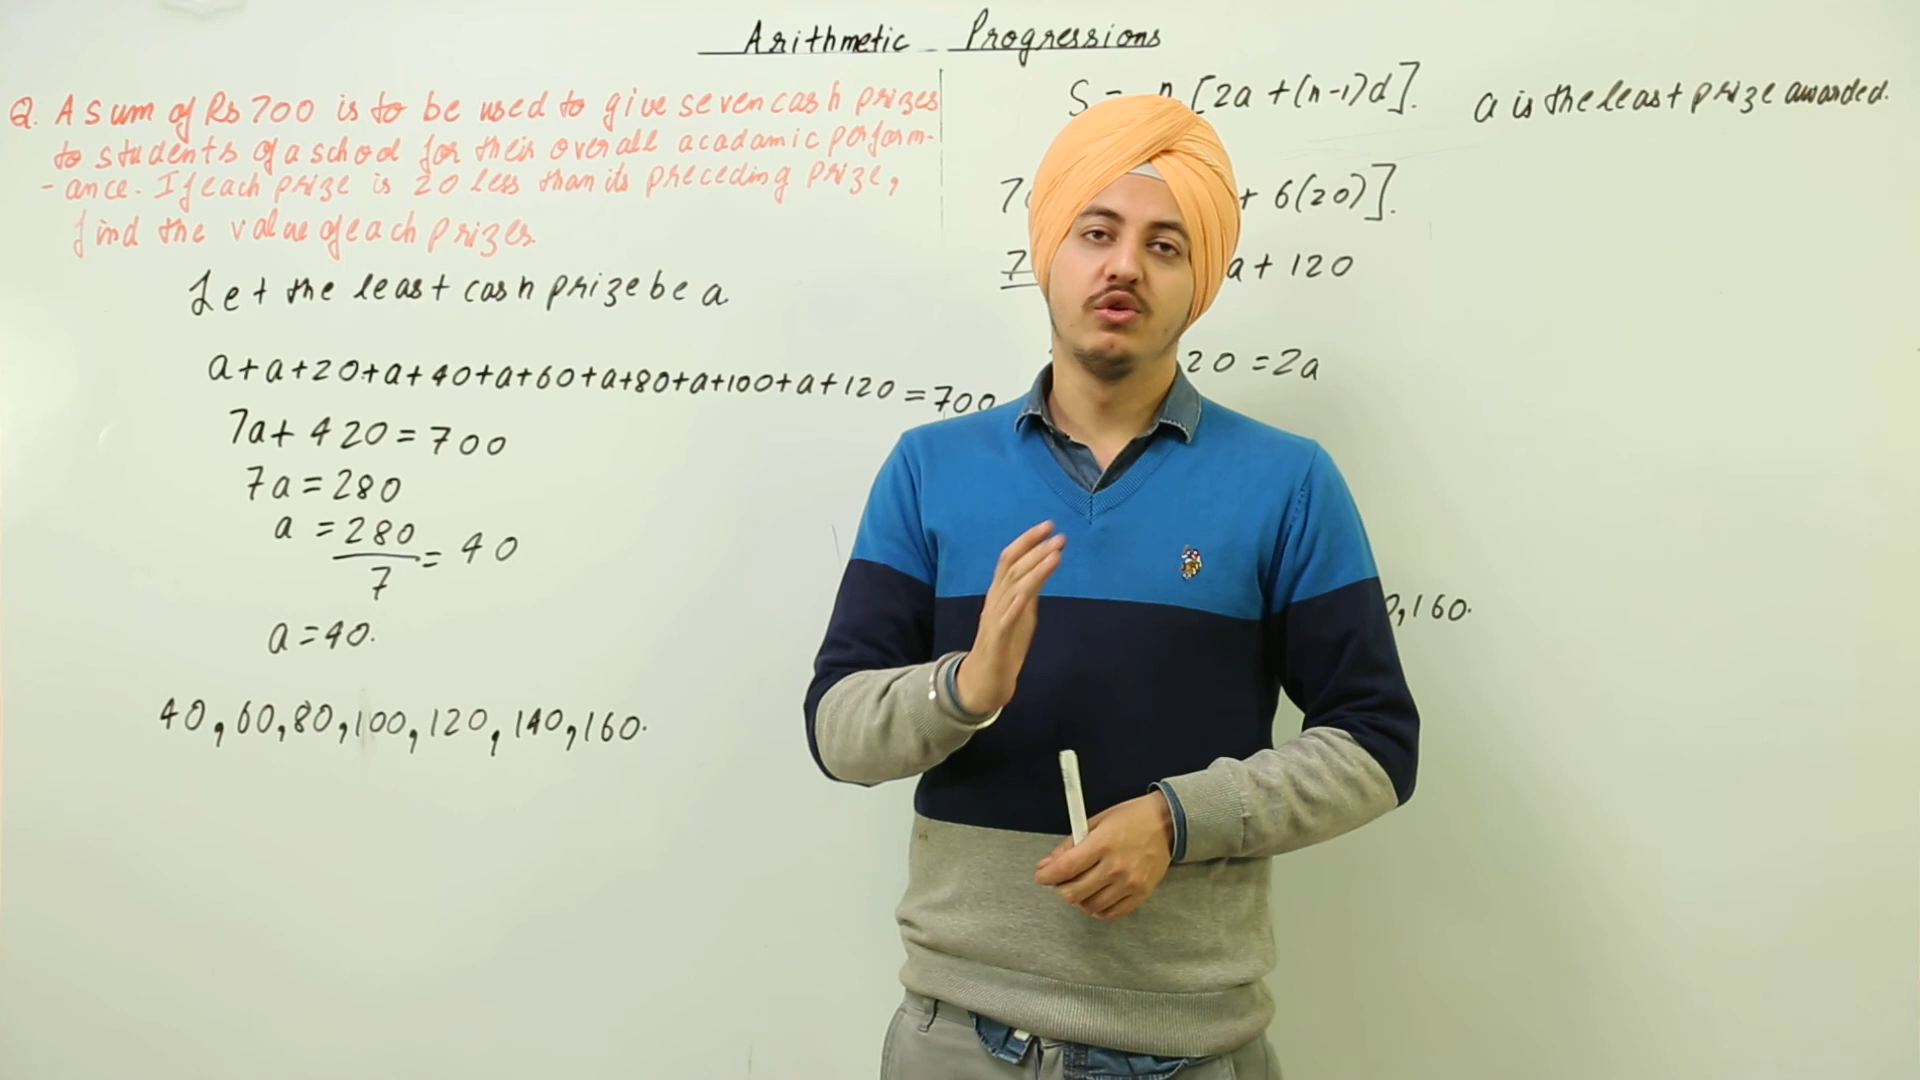 Arithmetic Progressions
Q. A sum of Rs 700 is to be used to give seven cash prizes
to students of a school for their overall acadamic perform-
-ance. If each prize is 20 less than its preceding prize,
find the value of each prizes.
Let the least cash prize be a
a+a+20+a+40+a+60+a+80+a+100+a+120=700
7a+420=700
7a=280
a=280/7=40
a=40.
40,60,80,100,120,140,160.
S= n [2a+(n-1)d].
a is the least prize awarded.
+ 6(20)].
a+120
20=2a
,160.